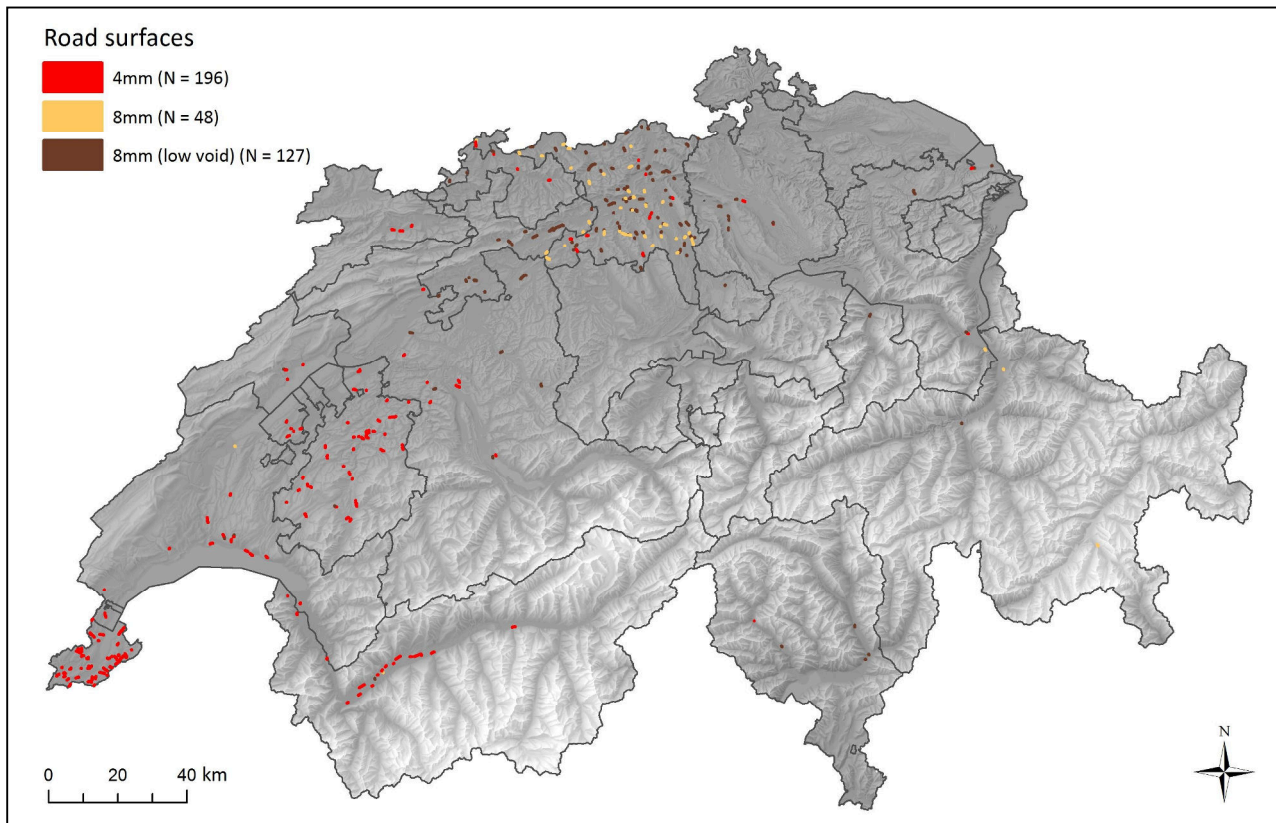 Road surfaces
4mm (N = 196)
8mm (N = 48)
8mm (low void) (N = 127)
0 20 40 km
N